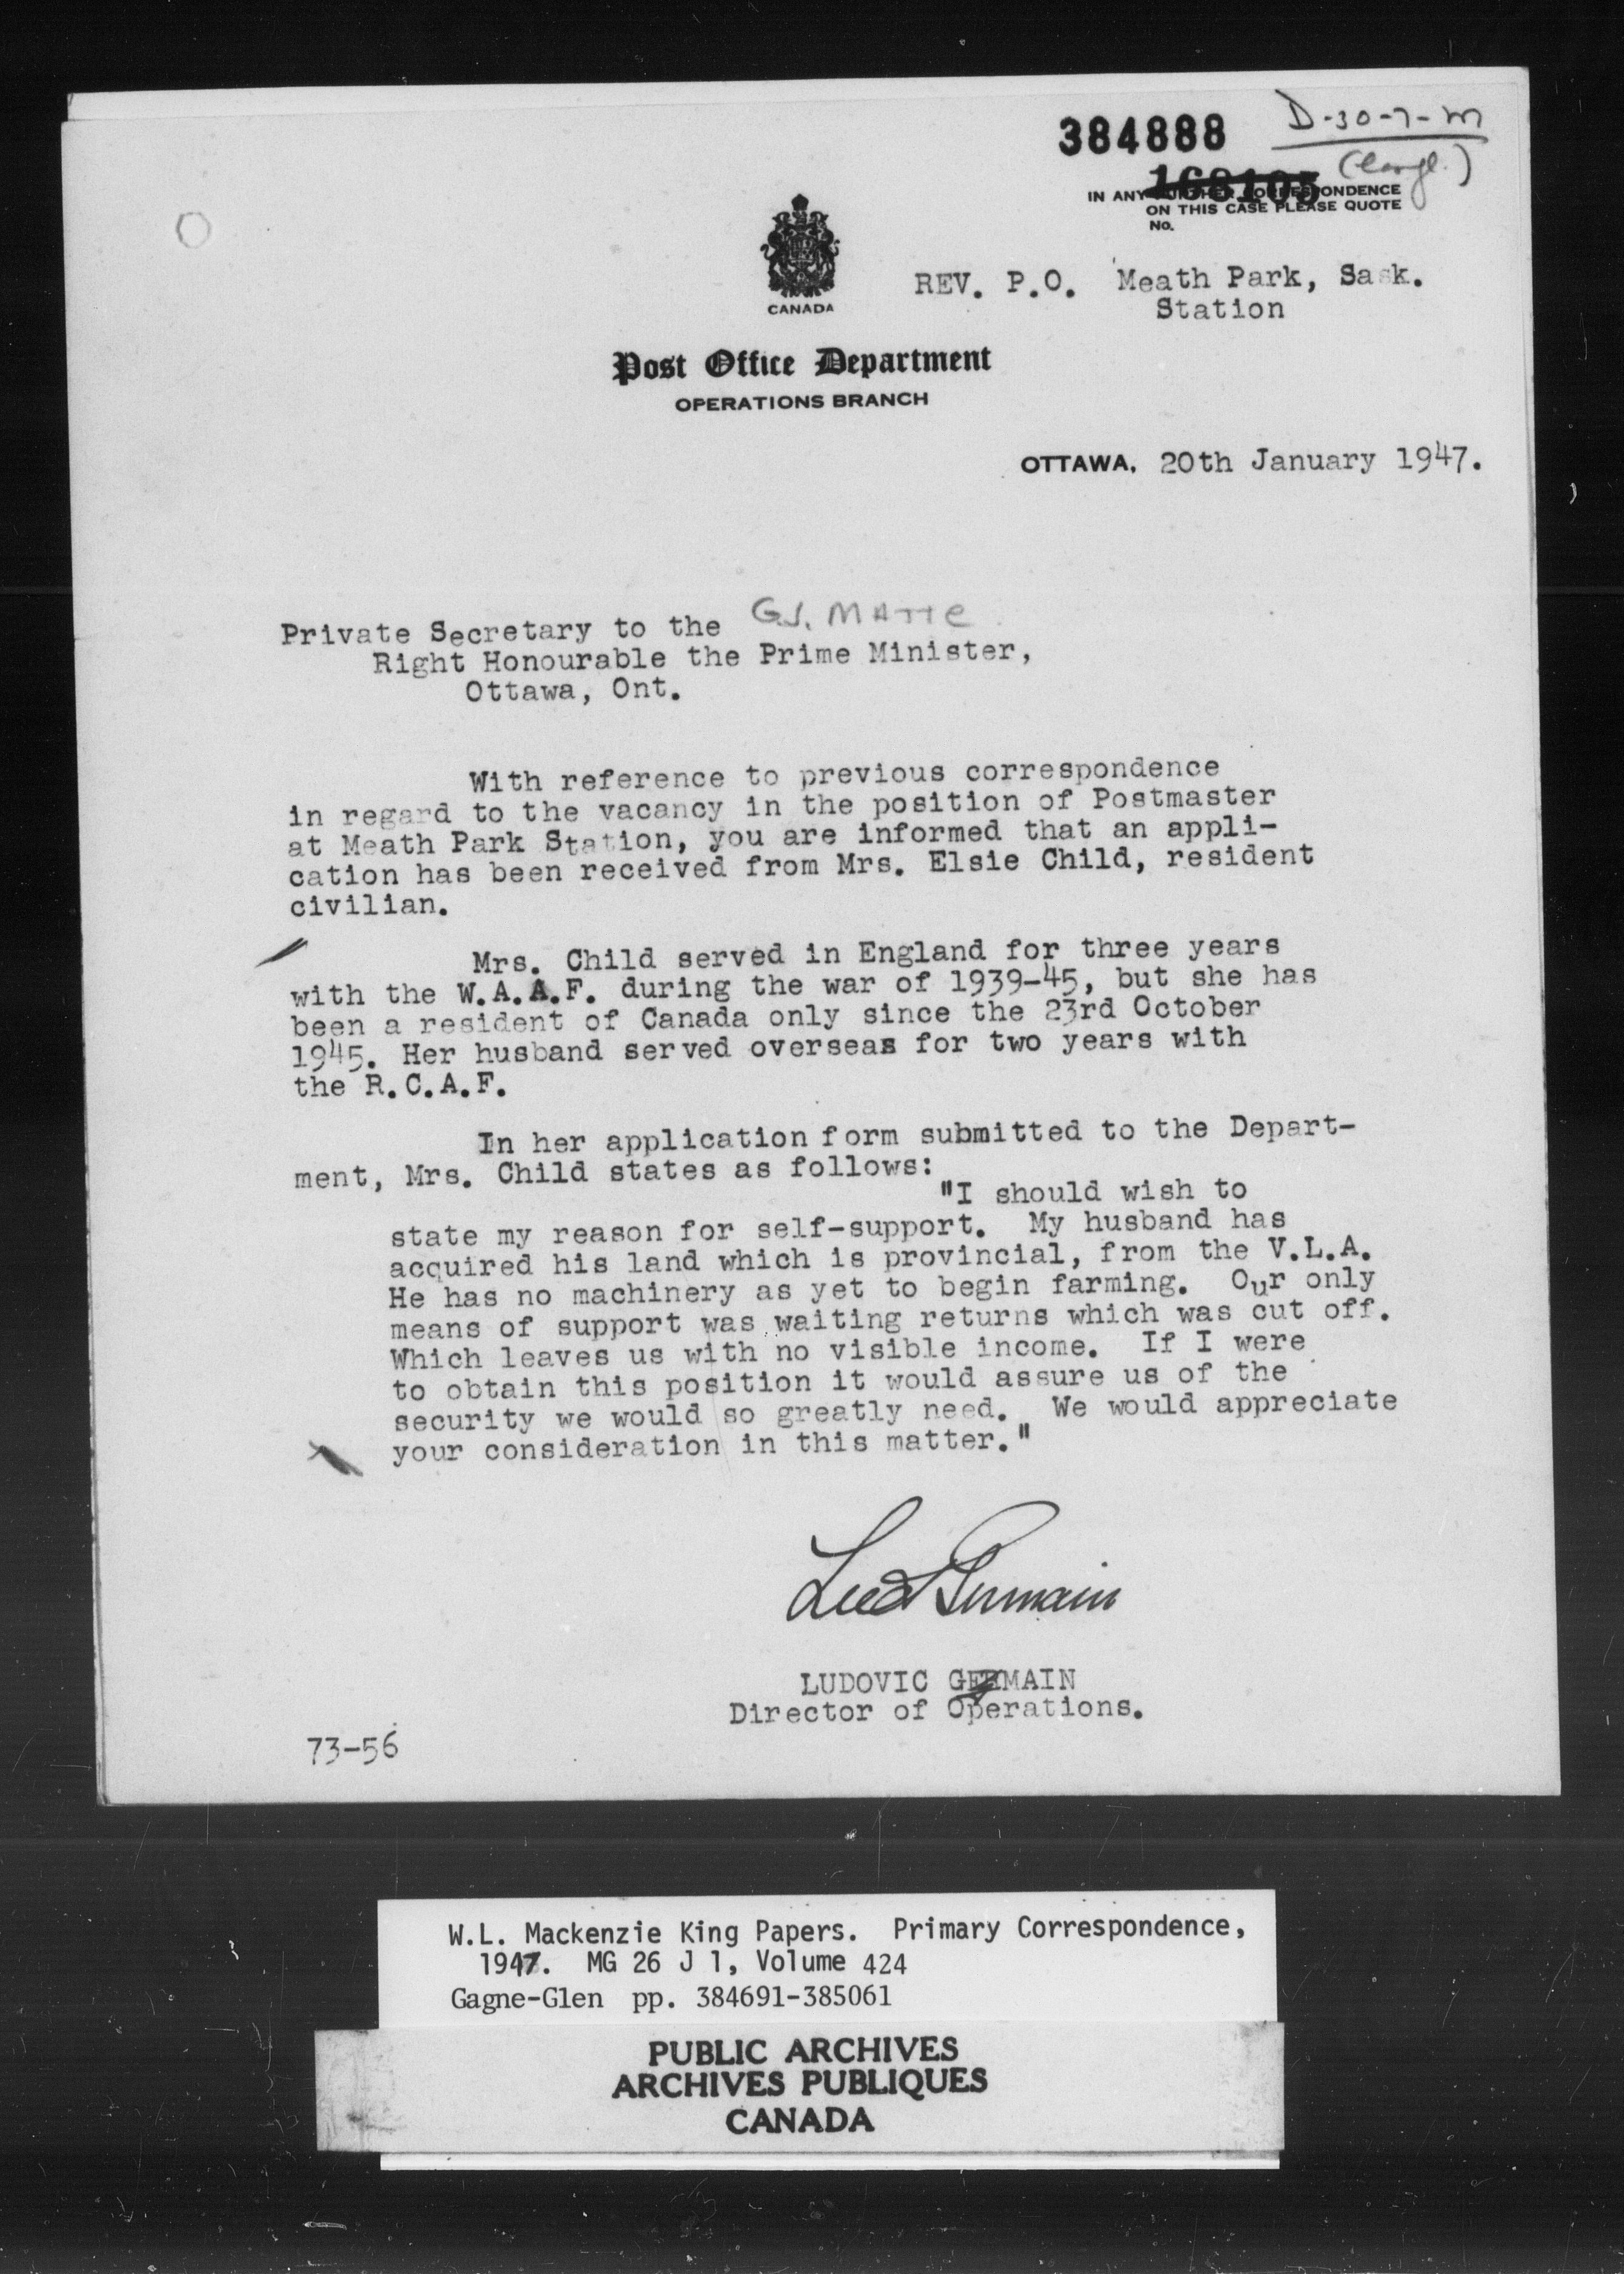 384888
D-30-7-M
168105
IN ANY FURTHER CORRESPONDENCE
ON THIS CASE PLEASE QUOTE
No.
CANADA
REV. P.O. Meath Park, Sask.
Station
Post Office Department
OPERATIONS BRANCH
OTTAWA, 20th January 1947.
G.J. MATTE
Private Secretary to the
Right Honourable the Prime Minister,
Ottawa, Ont.
With reference to previous correspondence
in regard to the vacancy in the position of Postmaster
at Meath Park Station, you are informed that an appli-
cation has been received from Mrs. Elsie Child, resident
civilian.
Mrs. Child served in England for three years
with the W.A.A.F. during the war of 1939-45, but she has
been a resident of Canada only since the 23rd October
1945. Her husband served overseas for two years with
the R.C.A.F.
In her application form submitted to the Depart-
ment, Mrs. Child states as follows:
"I should wish to
state my reason for self-support. My husband has
acquired his land which is provincial, from the V.L.A.
He has no machinery as yet to begin farming. Our only
means of support was waiting returns which was cut off.
Which leaves us with no visible income. If I were
to obtain this position it would assure us of the
security we would so greatly need. We would appreciate
your consideration in this matter."
LUDOVIC GERMAIN
Director of Operations.
73-56
W.L. Mackenzie King Papers. Primary Correspondence,
1947. MG 26 J 1, Volume 424
Gagne-Glen pp. 384691-385061
PUBLIC ARCHIVES
ARCHIVES PUBLIQUES
CANADA